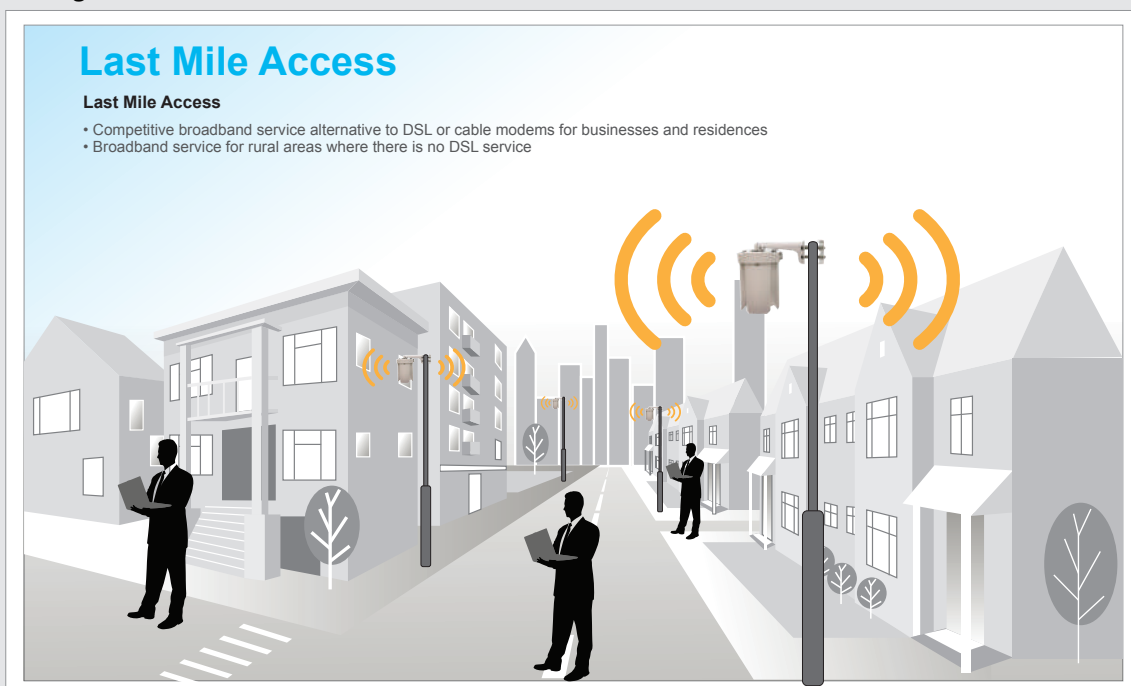 Last Mile Access
Last Mile Access
• Competitive broadband service alternative to DSL or cable modems for businesses and residences
• Broadband service for rural areas where there is no DSL service